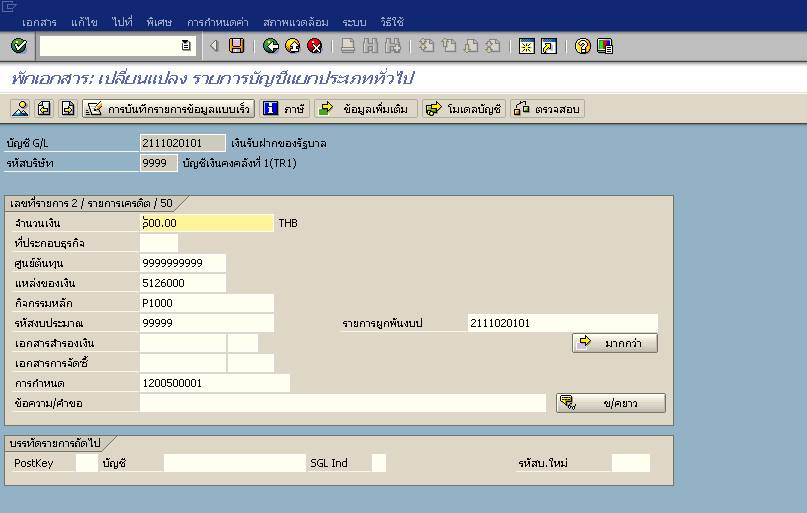 เอกสาร แก้ไข ไปที่ พิเศษ การกำหนดค่า สภาพแวดล้อม ระบบ วิธีใช้
พักเอกสาร: เปลี่ยนแปลง รายการบัญชีแยกประเภททั่วไป
การบันทึกรายการข้อมูลแบบเร็ว ภาษี ข้อมูลเพิ่มเติม โมเดลบัญชี ตรวจสอบ
บัญชี G/L 2111020101 เงินรับฝากของรัฐบาล
รหัสบริษัท 9999 บัญชีเงินคงคลังที่ 1(TR1)
เลขที่รายการ 2 / รายการเครดิต / 50
จำนวนเงิน 500.00 THB
ที่ประกอบธุรกิจ
ศูนย์ต้นทุน 9999999999
แหล่งของเงิน 5126000
กิจกรรมหลัก P1000
รหัสงบประมาณ 99999 รายการผูกพันงบป 2111020101
เอกสารสำรองเงิน มากกว่า
เอกสารการจัดซื้
การกำหนด 1200500001
ข้อความ/คำขอ ข/คยาว
บรรทัดรายการถัดไป
PostKey บัญชี SGL Ind รหัสบ.ใหม่